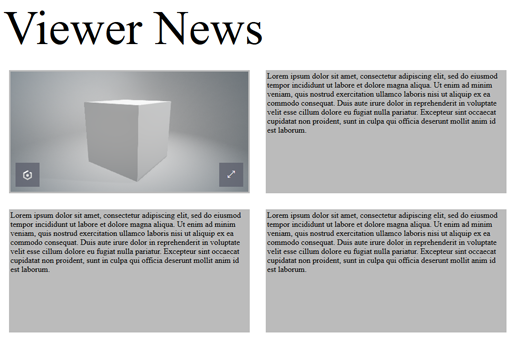 Viewer News
Lorem ipsum dolor sit amet, consectetur adipiscing elit, sed do eiusmod
tempor incididunt ut labore et dolore magna aliqua. Ut enim ad minim
veniam, quis nostrud exercitation ullamco laboris nisi ut aliquip ex ea
commodo consequat. Duis aute irure dolor in reprehenderit in voluptate
velit esse cillum dolore eu fugiat nulla pariatur. Excepteur sint occaecat
cupidatat non proident, sunt in culpa qui officia deserunt mollit anim id
est laborum.
Lorem ipsum dolor sit amet, consectetur adipiscing elit, sed do eiusmod
tempor incididunt ut labore et dolore magna aliqua. Ut enim ad minim
veniam, quis nostrud exercitation ullamco laboris nisi ut aliquip ex ea
commodo consequat. Duis aute irure dolor in reprehenderit in voluptate
velit esse cillum dolore eu fugiat nulla pariatur. Excepteur sint occaecat
cupidatat non proident, sunt in culpa qui officia deserunt mollit anim id
est laborum.
Lorem ipsum dolor sit amet, consectetur adipiscing elit, sed do eiusmod
tempor incididunt ut labore et dolore magna aliqua. Ut enim ad minim
veniam, quis nostrud exercitation ullamco laboris nisi ut aliquip ex ea
commodo consequat. Duis aute irure dolor in reprehenderit in voluptate
velit esse cillum dolore eu fugiat nulla pariatur. Excepteur sint occaecat
cupidatat non proident, sunt in culpa qui officia deserunt mollit anim id
est laborum.